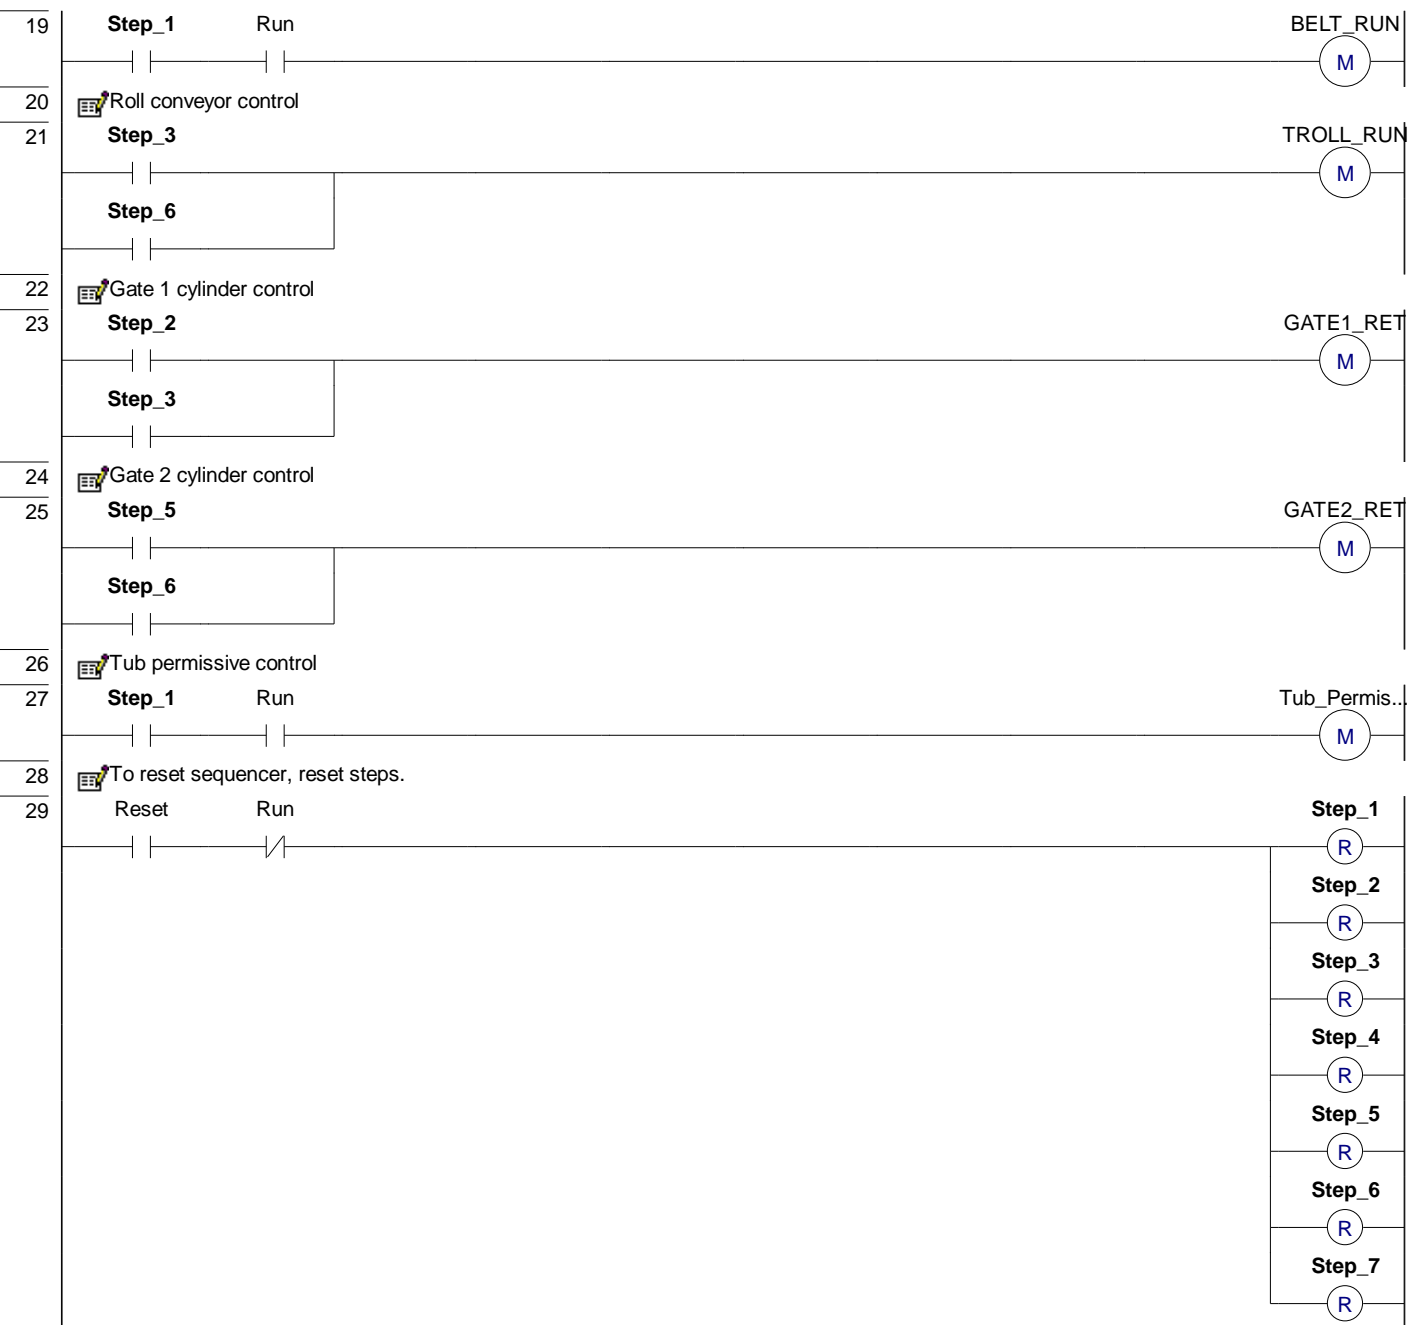 19 Step_1 Run BELT_RUN
M
20 Roll conveyor control
21 Step_3 TROLL_RUN
M
Step_6
22 Gate 1 cylinder control
23 Step_2 GATE1_RET
M
Step_3
24 Gate 2 cylinder control
25 Step_5 GATE2_RET
M
Step_6
26 Tub permissive control
27 Step_1 Run Tub_Permis...
M
28 To reset sequencer, reset steps.
29 Reset Run Step_1
R
Step_2
R
Step_3
R
Step_4
R
Step_5
R
Step_6
R
Step_7
R